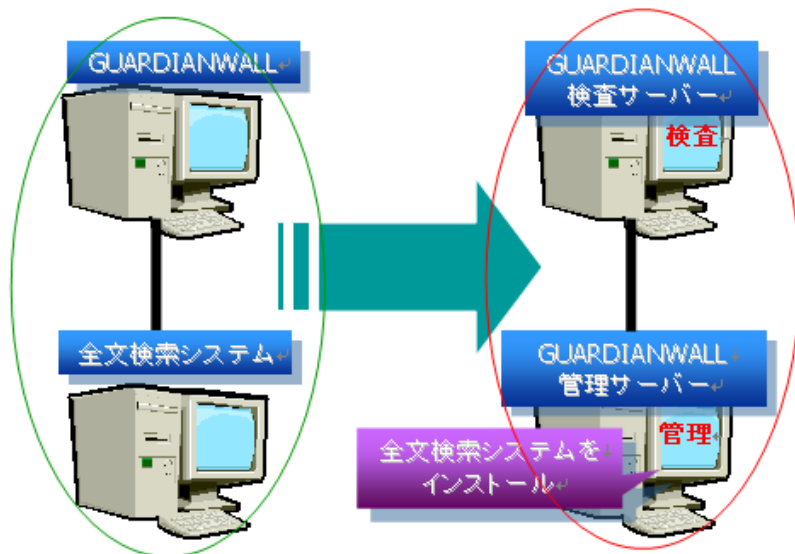 GUARDIANWALL↵
全文検索システム↵
GUARDIANWALL
検査サーバー↵
検査
GUARDIANWALL↓
管理サーバー↵
管理
全文検索システムを↓
インストール↵